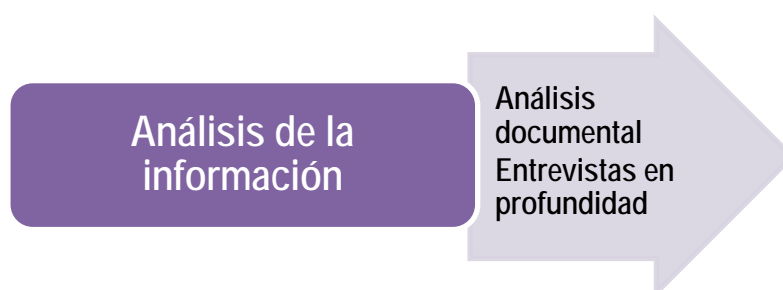 Análisis de la
información
Análisis
documental
Entrevistas en
profundidad